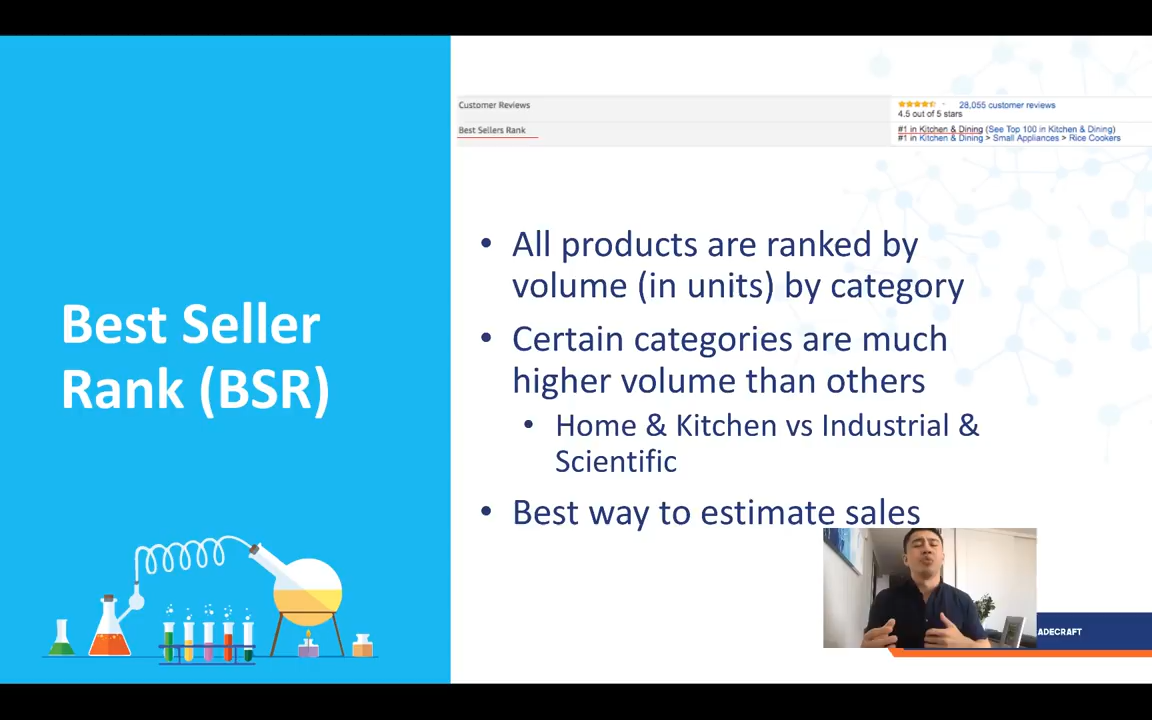 Customer Reviews
28,055 customer reviews
4.5 out of 5 stars
Best Sellers Rank
#1 in Kitchen & Dining (See Top 100 in Kitchen & Dining)
#1 in Kitchen & Dining > Small Appliances > Rice Cookers
Best Seller
Rank (BSR)
• All products are ranked by
volume (in units) by category
• Certain categories are much
higher volume than others
• Home & Kitchen vs Industrial &
Scientific
• Best way to estimate sales
ADECRAFT